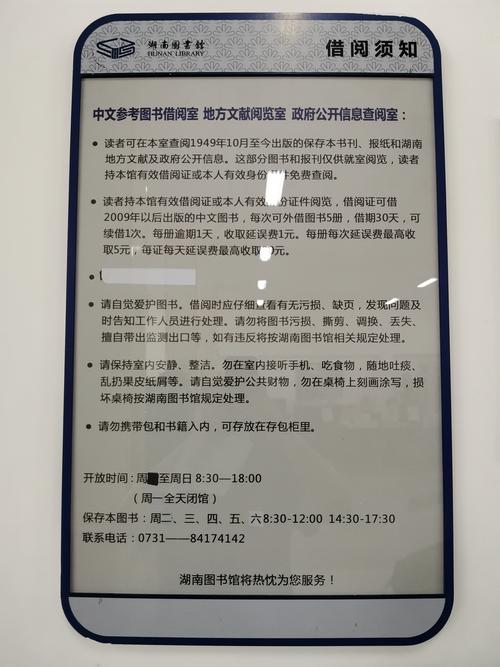 湖南图书馆
HUNAN LIBRARY
借阅须知
中文参考图书借阅室 地方文献阅览室 政府公开信息查阅室：
• 读者可在本室查阅1949年10月至今出版的保存本书刊、报纸和湖南
地方文献及政府公开信息。这部分图书和报刊仅供就室阅览，读者
持本馆有效借阅证或本人有效身份证件免费查阅。
• 读者持本馆有效借阅证或本人有效身份证件阅览，借阅证可借
2009年以后出版的中文图书，每次可外借图书5册，借期30天，可
续借1次。每册逾期1天，收取延误费1元。每册每次延误费最高收
取5元，每证每天延误费最高收取 0元。
•
• 请自觉爱护图书。借阅时应仔细查看有无污损、缺页，发现问题及
时告知工作人员进行处理。请勿将图书污损、撕剪、调换、丢失、
擅自带出监测出口等，如有违反将按湖南图书馆相关规定处理。
• 请保持室内安静、整洁。勿在室内接听手机、吃食物，随地吐痰、
乱扔果皮纸屑等。请自觉爱护公共财物，勿在桌椅上刻画涂写，损
坏桌椅按湖南图书馆规定处理。
• 请勿携带包和书籍入内，可存放在存包柜里。
开放时间：周 至周日 8:30—18:00
（周一全天闭馆）
保存本图书：周二、三、四、五、六8:30-12:00 14:30-17:30
联系电话：0731——84174142
湖南图书馆将热忱为您服务！